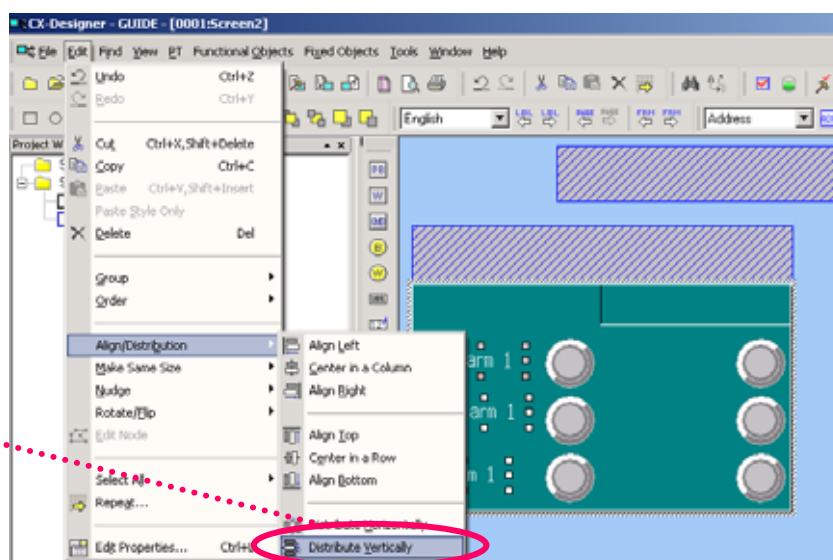 CX-Designer - GUIDE - [0001:Screen2]
File Edit Find View PT Functional Objects Fixed Objects Tools Window Help
Undo Ctrl+Z
Redo Ctrl+Y
English
Address
Project W
Cut Ctrl+X,Shift+Delete
Copy Ctrl+C
Paste Ctrl+V,Shift+Insert
Paste Style Only
Delete Del
Group
Order
Align/Distribution
Make Same Size
Nudge
Rotate/Flip
Edit Node
Select All
Repeat...
Edit Properties...
Align Left
Center in a Column
Align Right
Align Top
Center in a Row
Align Bottom
Distribute Horizontally
Distribute Vertically
arm 1
arm 1
m 1